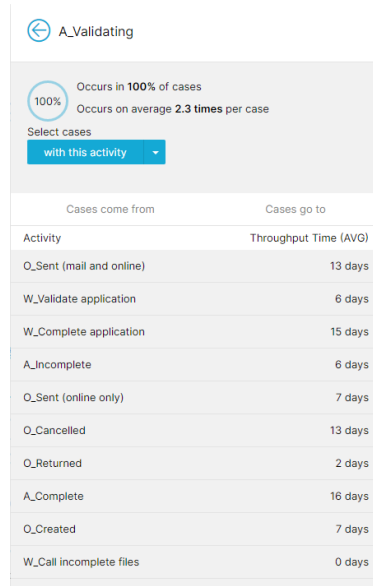 A_Validating
100%
Occurs in 100% of cases
Occurs on average 2.3 times per case
Select cases
with this activity
Cases come from Cases go to
Activity Throughput Time (AVG)
O_Sent (mail and online) 13 days
W_Validate application 6 days
W_Complete application 15 days
A_Incomplete 6 days
O_Sent (online only) 7 days
O_Cancelled 13 days
O_Returned 2 days
A_Complete 16 days
O_Created 7 days
W_Call incomplete files 0 days